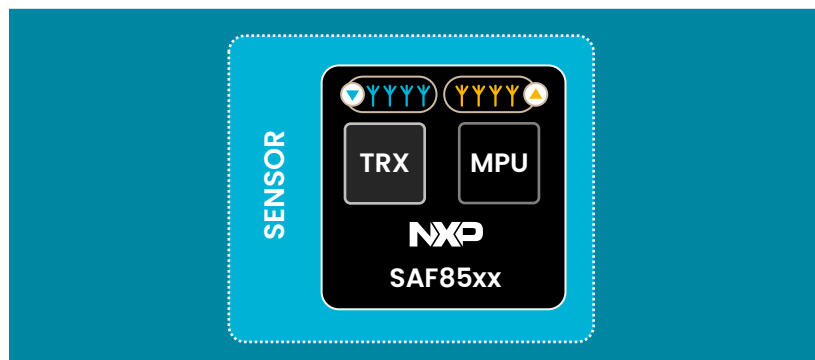 SENSOR
TRX
MPU
NXP
SAF85xx